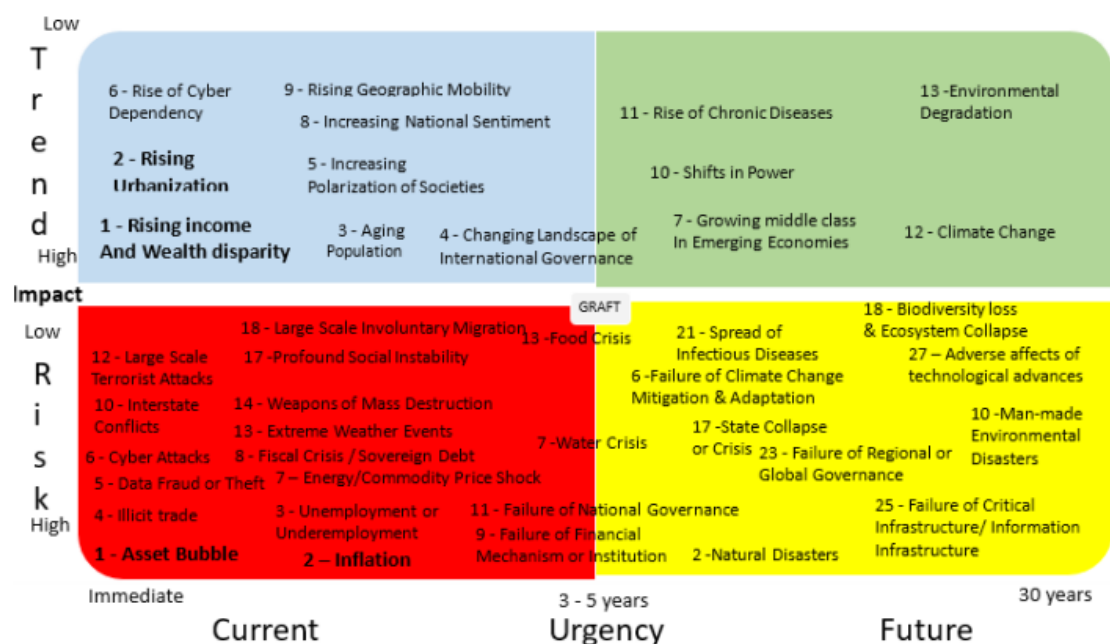 Low
Trend
High
6 - Rise of Cyber
Dependency
9 - Rising Geographic Mobility
8 - Increasing National Sentiment
2 - Rising
Urbanization
5 - Increasing
Polarization of Societies
1 - Rising income
And Wealth disparity
3 - Aging
Population
4 - Changing Landscape of
International Governance
11 - Rise of Chronic Diseases
13 -Environmental
Degradation
10 - Shifts in Power
7 - Growing middle class
In Emerging Economies
12 - Climate Change
Impact
GRAFT
Low
Risk
High
18 - Large Scale Involuntary Migration
13 -Food Crisis
12 - Large Scale
Terrorist Attacks
17 -Profound Social Instability
10 - Interstate
Conflicts
14 - Weapons of Mass Destruction
13 - Extreme Weather Events
7 -Water Crisis
6 - Cyber Attacks
8 - Fiscal Crisis / Sovereign Debt
5 - Data Fraud or Theft
7 – Energy/Commodity Price Shock
4 - Illicit trade
3 - Unemployment or
Underemployment
11 - Failure of National Governance
9 - Failure of Financial
Mechanism or Institution
1 - Asset Bubble
2 – Inflation
18 - Biodiversity loss
& Ecosystem Collapse
21 - Spread of
Infectious Diseases
27 – Adverse affects of
technological advances
6 -Failure of Climate Change
Mitigation & Adaptation
10 -Man-made
Environmental
Disasters
17 -State Collapse
or Crisis
23 - Failure of Regional or
Global Governance
25 - Failure of Critical
Infrastructure/ Information
Infrastructure
2 -Natural Disasters
Immediate
3 - 5 years
30 years
Current
Urgency
Future